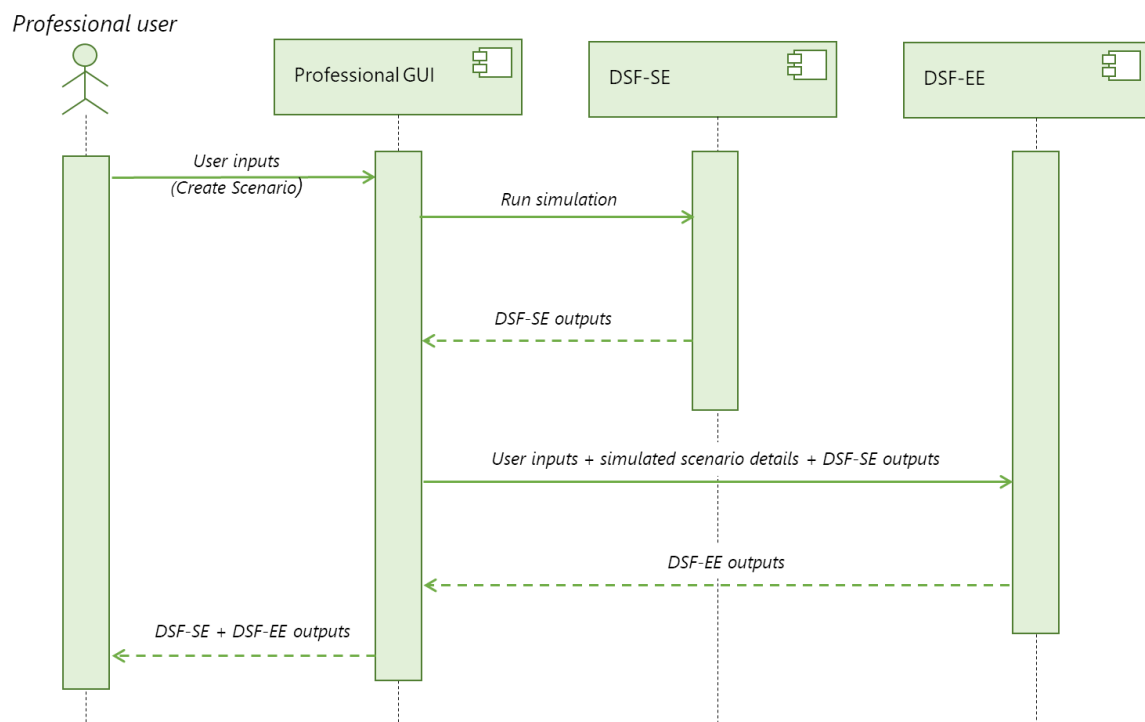 Professional user
Professional GUI
DSF-SE
DSF-EE
User inputs
(Create Scenario)
Run simulation
DSF-SE outputs
User inputs + simulated scenario details + DSF-SE outputs
DSF-EE outputs
DSF-SE + DSF-EE outputs